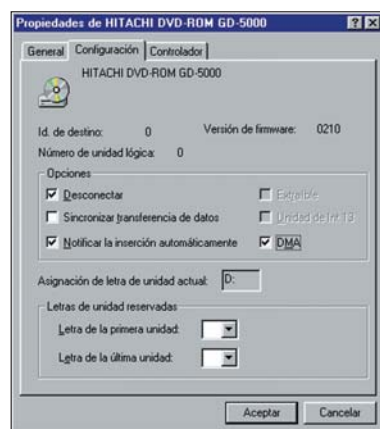 Propiedades de HITACHI DVD-ROM GD-5000
General Configuración Controlador
HITACHI DVD-ROM GD-5000
Id. de destino: 0 Versión de firmware: 0210
Número de unidad lógica: 0
Opciones
Desconectar Extraíble
Sincronizar transferencia de datos Unidad de Int 13
Notificar la inserción automáticamente DMA
Asignación de letra de unidad actual: D:
Letras de unidad reservadas
Letra de la primera unidad:
Letra de la última unidad:
Aceptar Cancelar